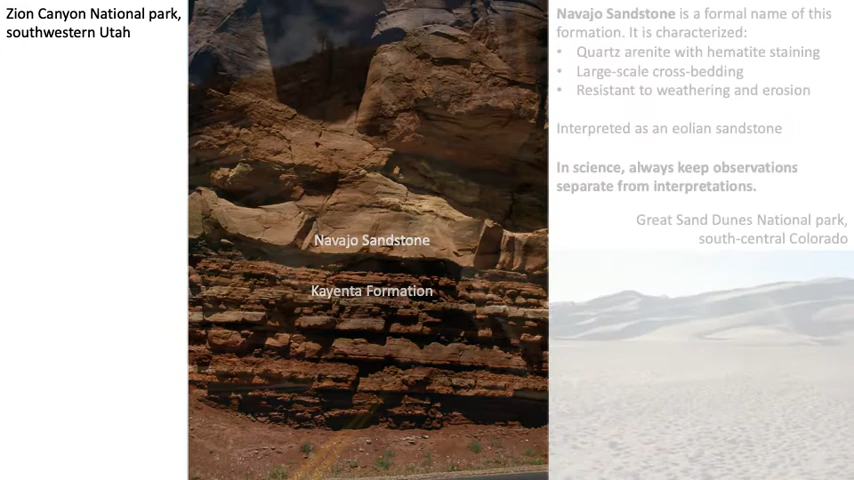 Zion Canyon National park,
southwestern Utah
Navajo Sandstone
Kayenta Formation
Navajo Sandstone is a formal name of this
formation. It is characterized:
• Quartz arenite with hematite staining
• Large-scale cross-bedding
• Resistant to weathering and erosion
Interpreted as an eolian sandstone
In science, always keep observations
separate from interpretations.
Great Sand Dunes National park,
south-central Colorado